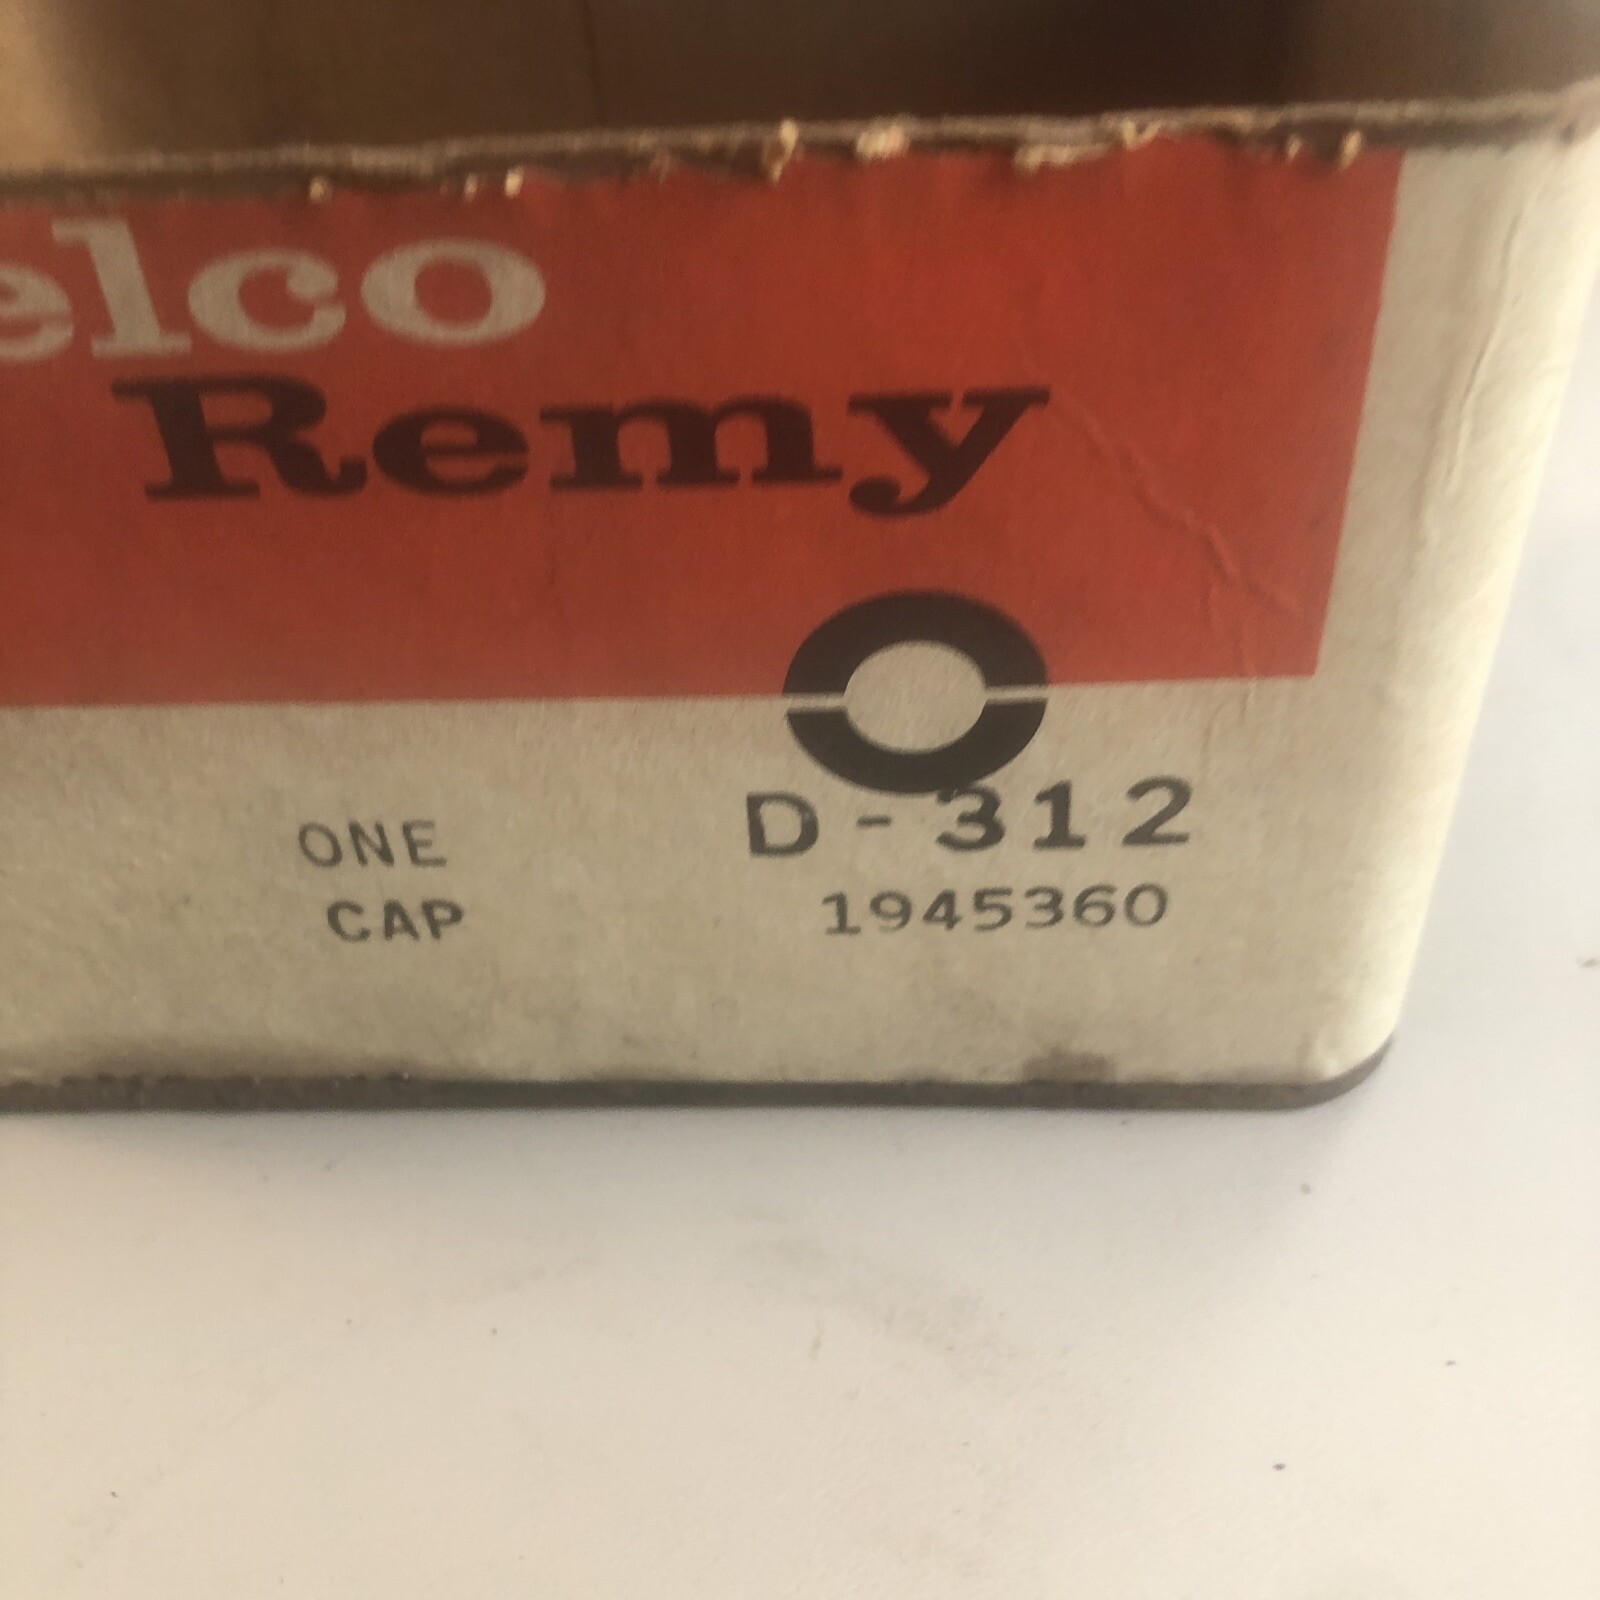 elco
Remy
ONE
CAP
D-312
1945360